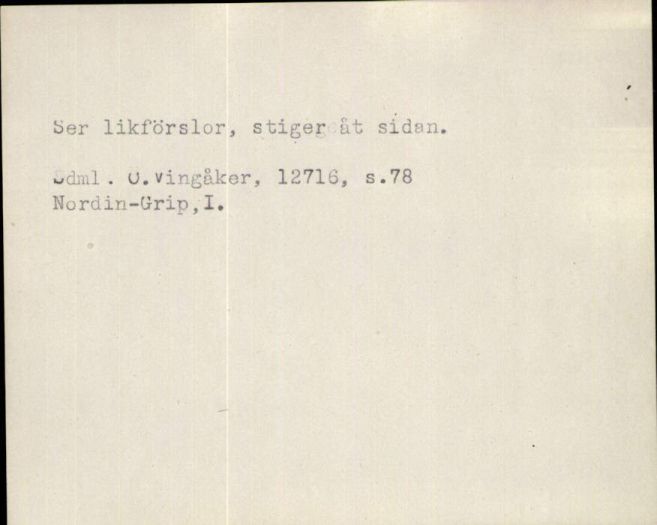 Ser likförslor, stiger åt sidan.
Sdml. Ö.Vingåker, 12716, s.78
Nordin-Grip,I.